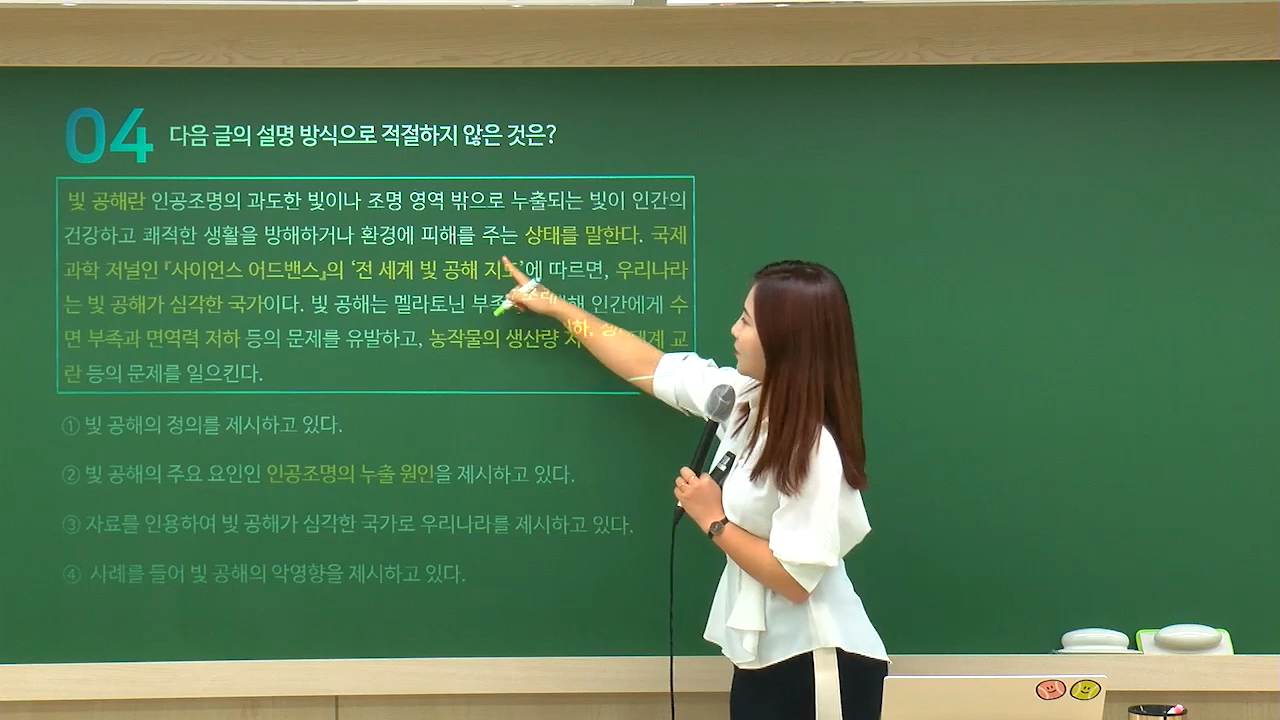 04 다음 글의 설명 방식으로 적절하지 않은 것은?
빛 공해란 인공조명의 과도한 빛이나 조명 영역 밖으로 누출되는 빛이 인간의
건강하고 쾌적한 생활을 방해하거나 환경에 피해를 주는 상태를 말한다. 국제
과학 저널인 『사이언스 어드밴스』의 ‘전 세계 빛 공해 지도’에 따르면, 우리나라
는 빛 공해가 심각한 국가이다. 빛 공해는 멜라토닌 인간에게 수
면 부족과 면역력 저하 등의 문제를 유발하고, 농작물의 생산량 교
란 등의 문제를 일으킨다.
① 빛 공해의 정의를 제시하고 있다.
② 빛 공해의 주요 요인인 인공조명의 누출 원인을 제시하고 있다.
③ 자료를 인용하여 빛 공해가 심각한 국가로 우리나라를 제시하고 있다.
④ 사례를 들어 빛 공해의 악영향을 제시하고 있다.